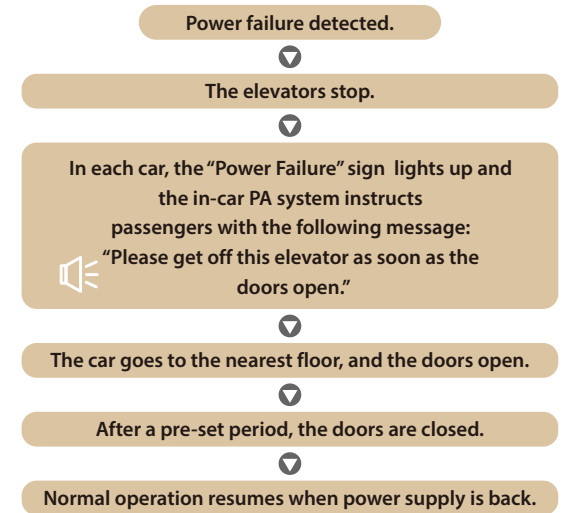 Power failure detected.
The elevators stop.
In each car, the “Power Failure” sign lights up and
the in-car PA system instructs
passengers with the following message:
“Please get off this elevator as soon as the
doors open.”
The car goes to the nearest floor, and the doors open.
After a pre-set period, the doors are closed.
Normal operation resumes when power supply is back.